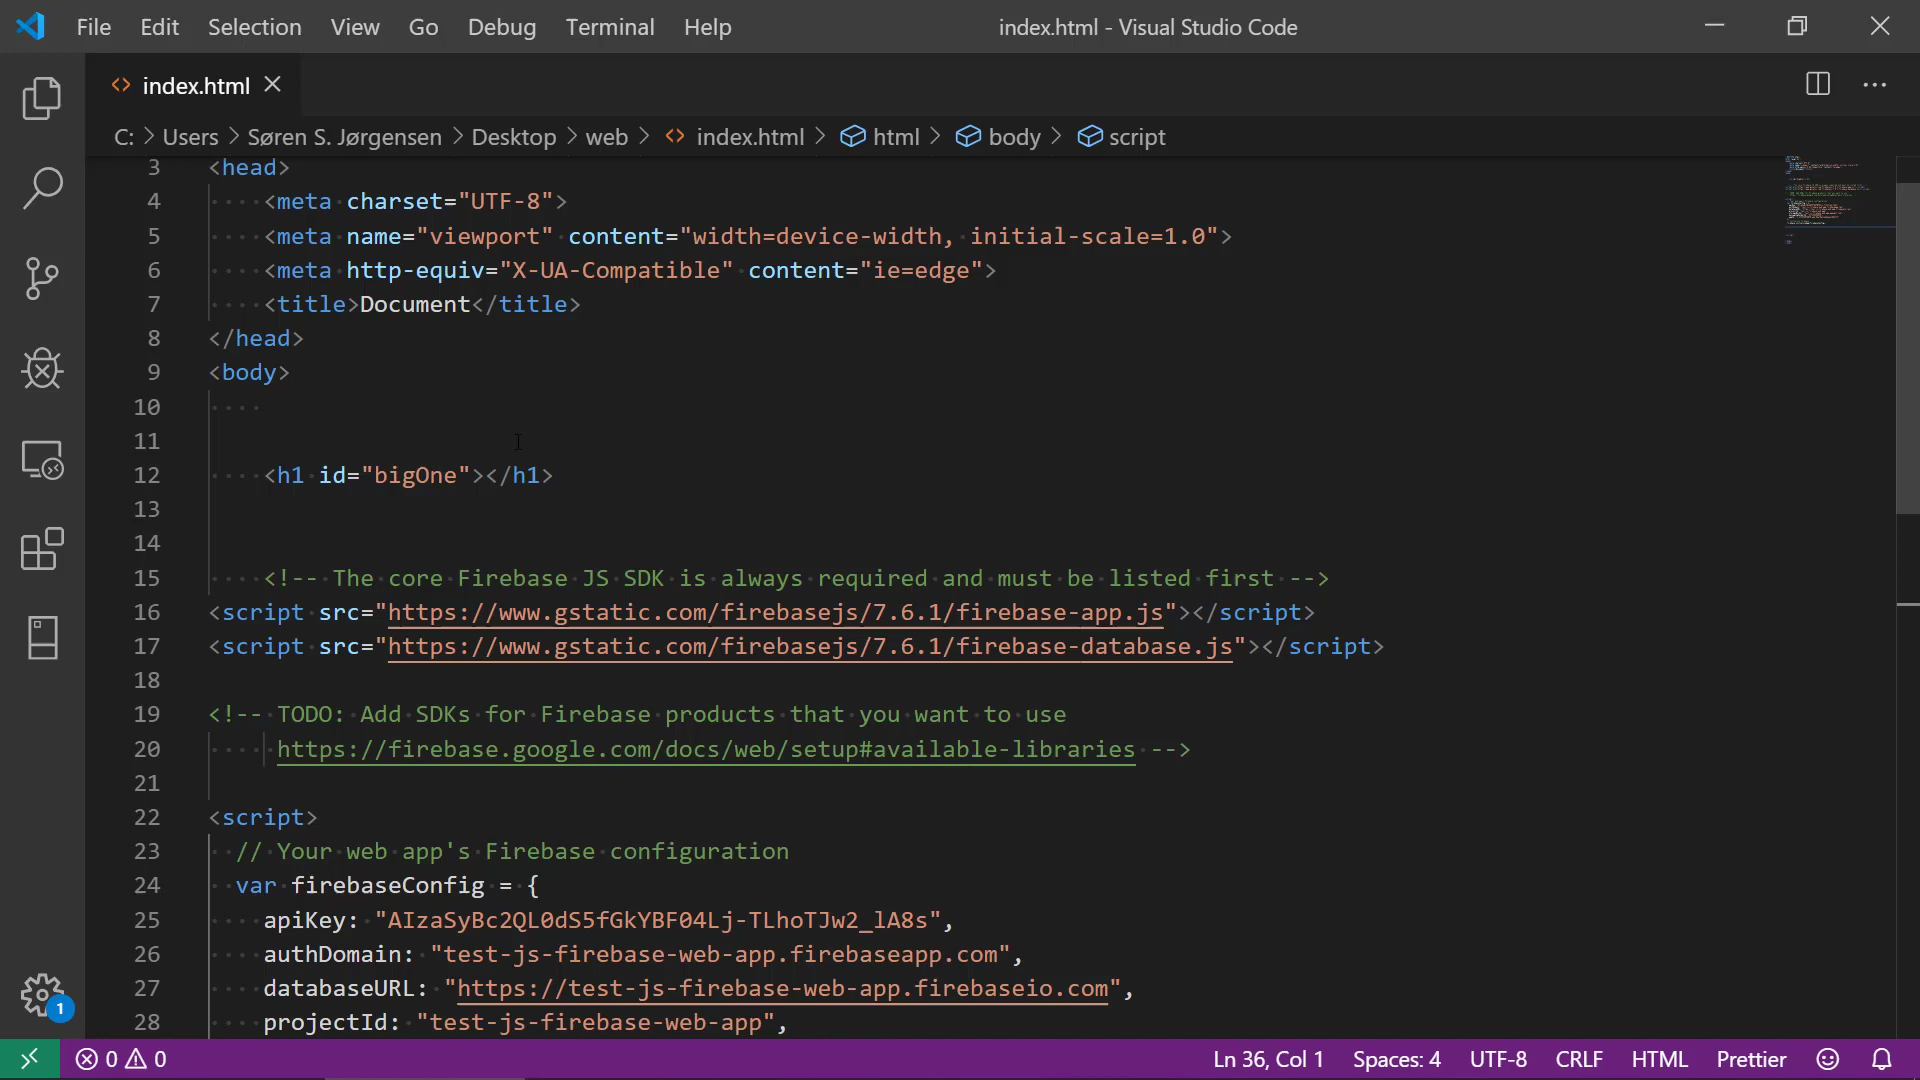 File Edit Selection View Go Debug Terminal Help index.html - Visual Studio Code
index.html
C: > Users > Søren S. Jørgensen > Desktop > web > index.html > html > body > script
3 <head>
4 <meta charset="UTF-8">
5 <meta name="viewport" content="width=device-width, initial-scale=1.0">
6 <meta http-equiv="X-UA-Compatible" content="ie=edge">
7 <title>Document</title>
8 </head>
9 <body>
10
11
12 <h1 id="bigOne"></h1>
13
14
15 <!-- The core Firebase JS SDK is always required and must be listed first -->
16 <script src="https://www.gstatic.com/firebasejs/7.6.1/firebase-app.js"></script>
17 <script src="https://www.gstatic.com/firebasejs/7.6.1/firebase-database.js"></script>
18
19 <!-- TODO: Add SDKs for Firebase products that you want to use
20 https://firebase.google.com/docs/web/setup#available-libraries -->
21
22 <script>
23 // Your web app's Firebase configuration
24 var firebaseConfig = {
25 apiKey: "AIzaSyBc2QL0dS5fGkYBF04Lj-TLhoTJw2_lA8s",
26 authDomain: "test-js-firebase-web-app.firebaseapp.com",
27 databaseURL: "https://test-js-firebase-web-app.firebaseio.com",
28 projectId: "test-js-firebase-web-app",
1
0 0 Ln 36, Col 1 Spaces: 4 UTF-8 CRLF HTML Prettier